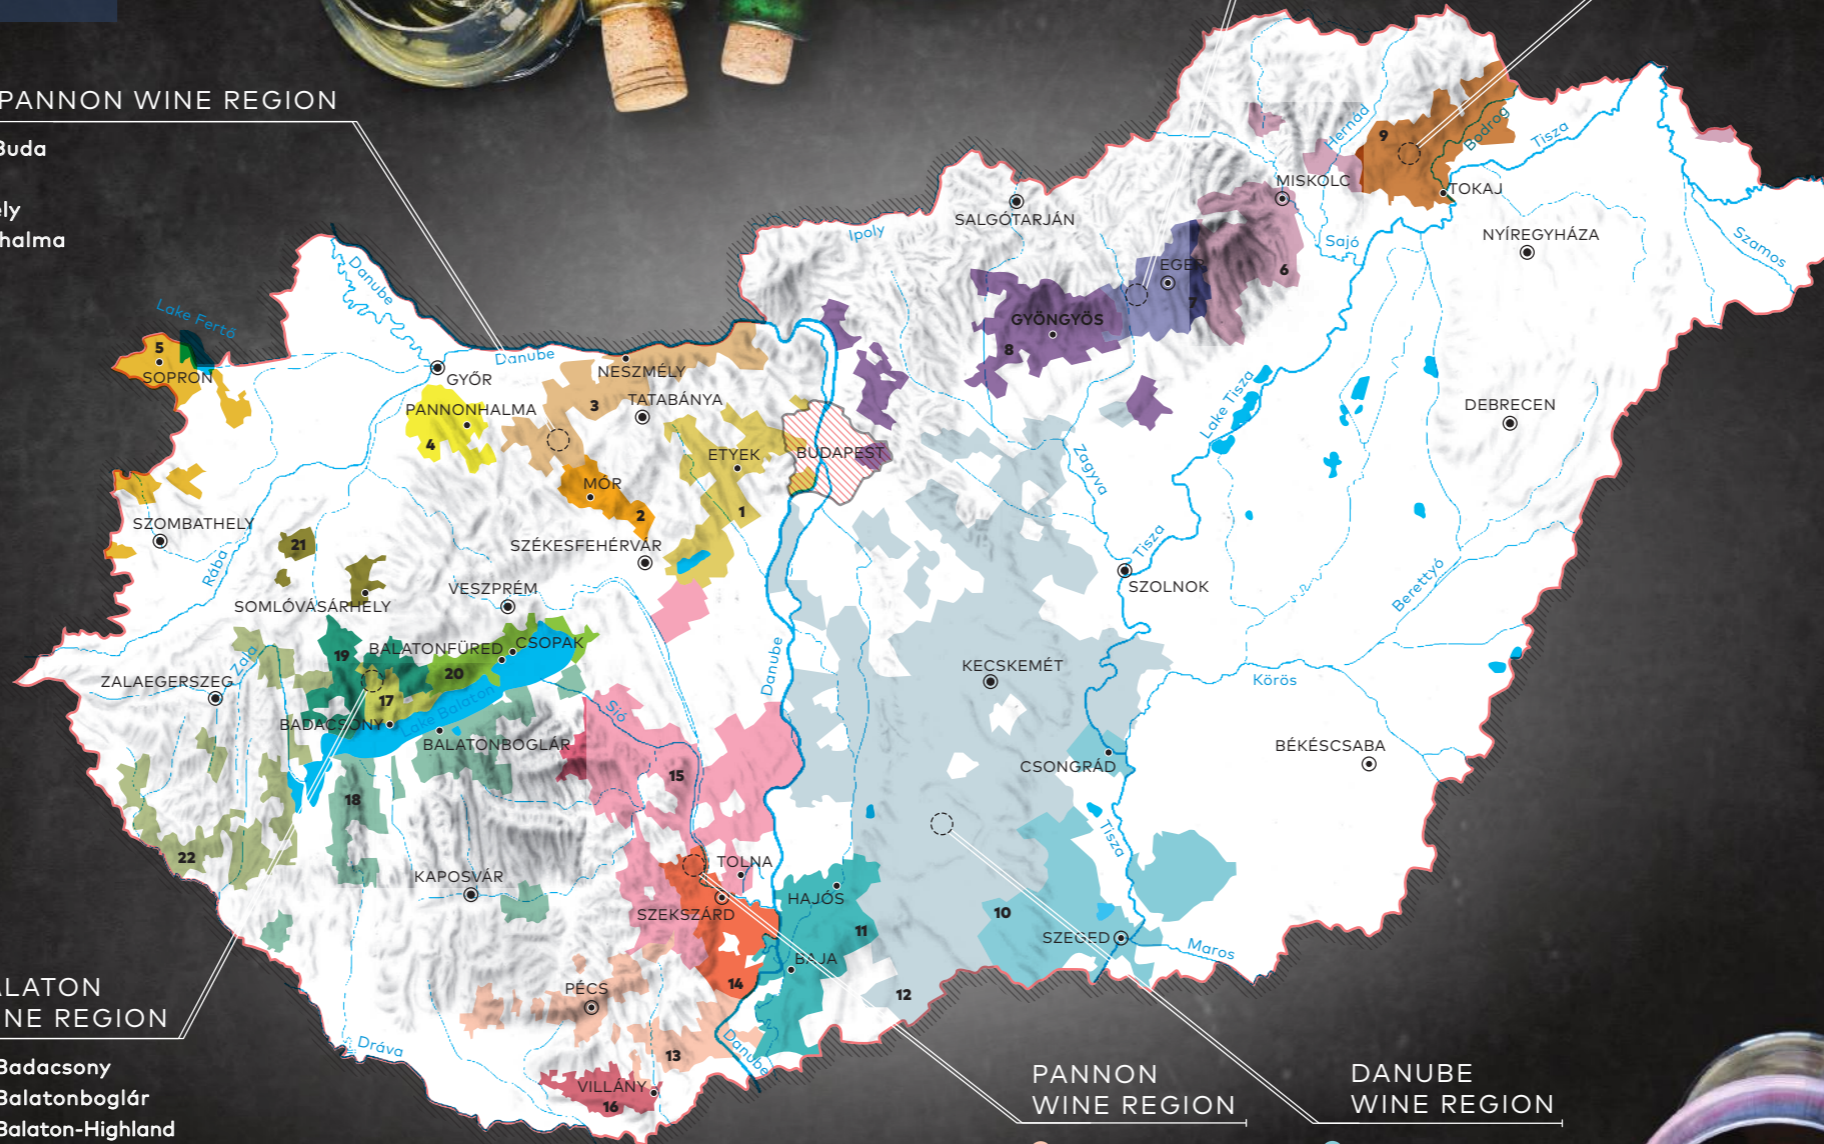 PANNON WINE REGION
Buda
ely
halma
Danube
Lake Fertő
5
SOPRON
GYŐR
Danube
NESZMÉLY
PANNONHALMA
3
TATABÁNYA
4
ETYEK
BUDAPEST
MÓR
2
1
SZOMBATHELY
21
SZÉKESFEHÉRVÁR
Rába
VESZPRÉM
SOMLÓVÁSÁRHELY
Ipoly
SALGÓTARJÁN
MISKOLC
Hernád
9
Bodrog
Tisza
TOKAJ
Sajó
NYÍREGYHÁZA
Szamos
EGER
6
7
GYÖNGYÖS
8
Lake Tisza
DEBRECEN
Zagyva
Tisza
SZOLNOK
Berettyó
19
BALATONFÜRED
CSOPAK
20
Zala
ZALAEGERSZEG
17
BADACSONY
Lake Balaton
BALATONBOGLÁR
Sió
Danube
KECSKEMÉT
Körös
BÉKÉSCSABA
CSONGRÁD
15
18
Tisza
22
KAPOSVÁR
TOLNA
HAJÓS
SZEKSZÁRD
11
10
SZEGED
Maros
BAJA
14
12
PÉCS
13
Dráva
Danube
VILLÁNY
16
LATON
NE REGION
Badacsony
Balatonboglár
Balaton-Highland
PANNON
WINE REGION
DANUBE
WINE REGION